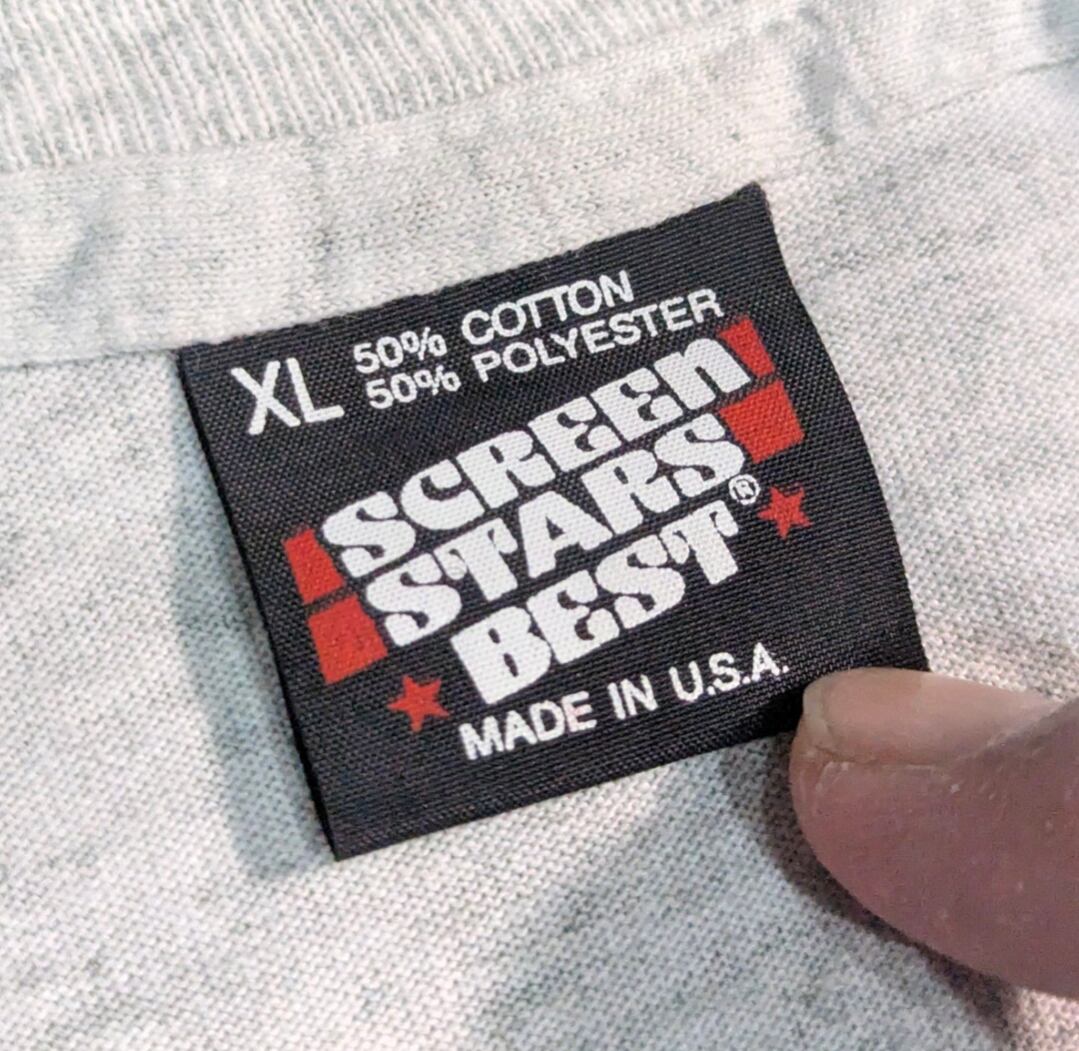 XL
50% COTTON
50% POLYESTER
SCREEn
STARS
BEST®
MADE IN U.S.A.